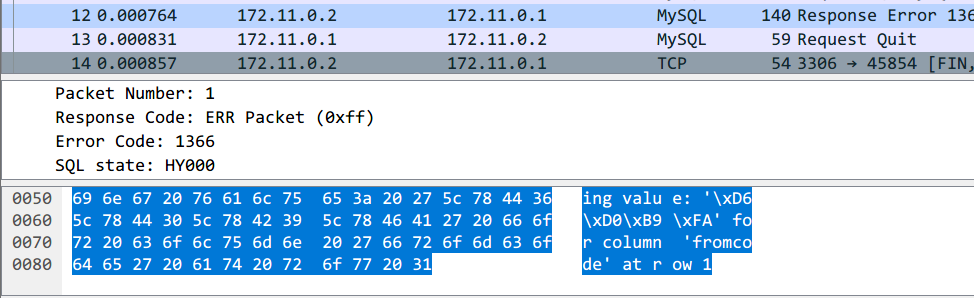 12 0.000764 172.11.0.2 172.11.0.1 MySQL 140 Response Error 136
13 0.000831 172.11.0.1 172.11.0.2 MySQL 59 Request Quit
14 0.000857 172.11.0.2 172.11.0.1 TCP 54 3306 → 45854 [FIN,
Packet Number: 1
Response Code: ERR Packet (0xff)
Error Code: 1366
SQL state: HY000
0050 69 6e 67 20 76 61 6c 75 65 3a 20 27 5c 78 44 36 ing valu e: '\xD6
0060 5c 78 44 30 5c 78 42 39 5c 78 46 41 27 20 66 6f \xD0\xB9 \xFA' fo
0070 72 20 63 6f 6c 75 6d 6e 20 27 66 72 6f 6d 63 6f r column 'fromco
0080 64 65 27 20 61 74 20 72 6f 77 20 31 de' at r ow 1